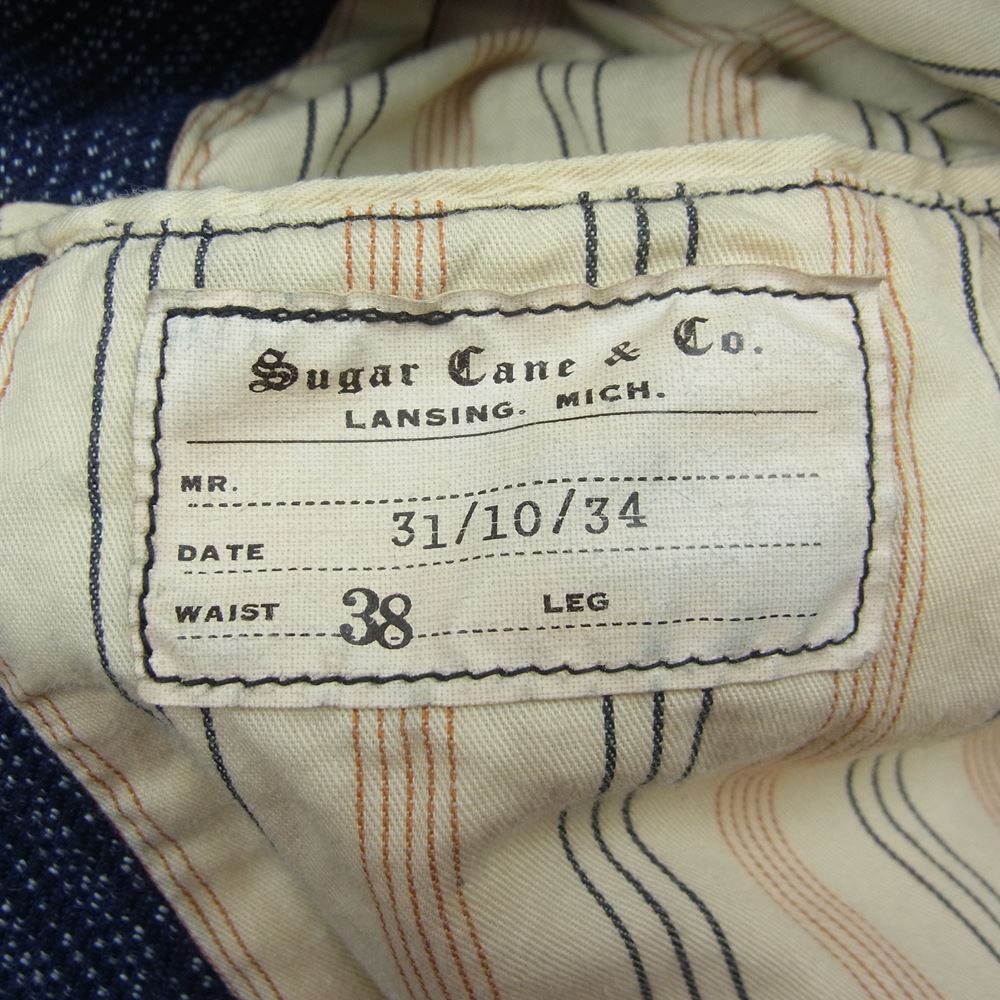 Sugar Cane & Co.
LANSING. MICH.
MR.
DATE 31/10/34
WAIST 38 LEG